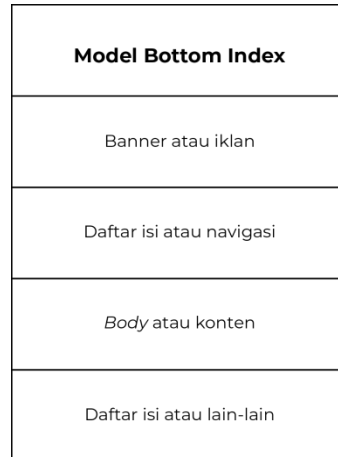 Model Bottom Index
Banner atau iklan
Daftar isi atau navigasi
Body atau konten
Daftar isi atau lain-lain